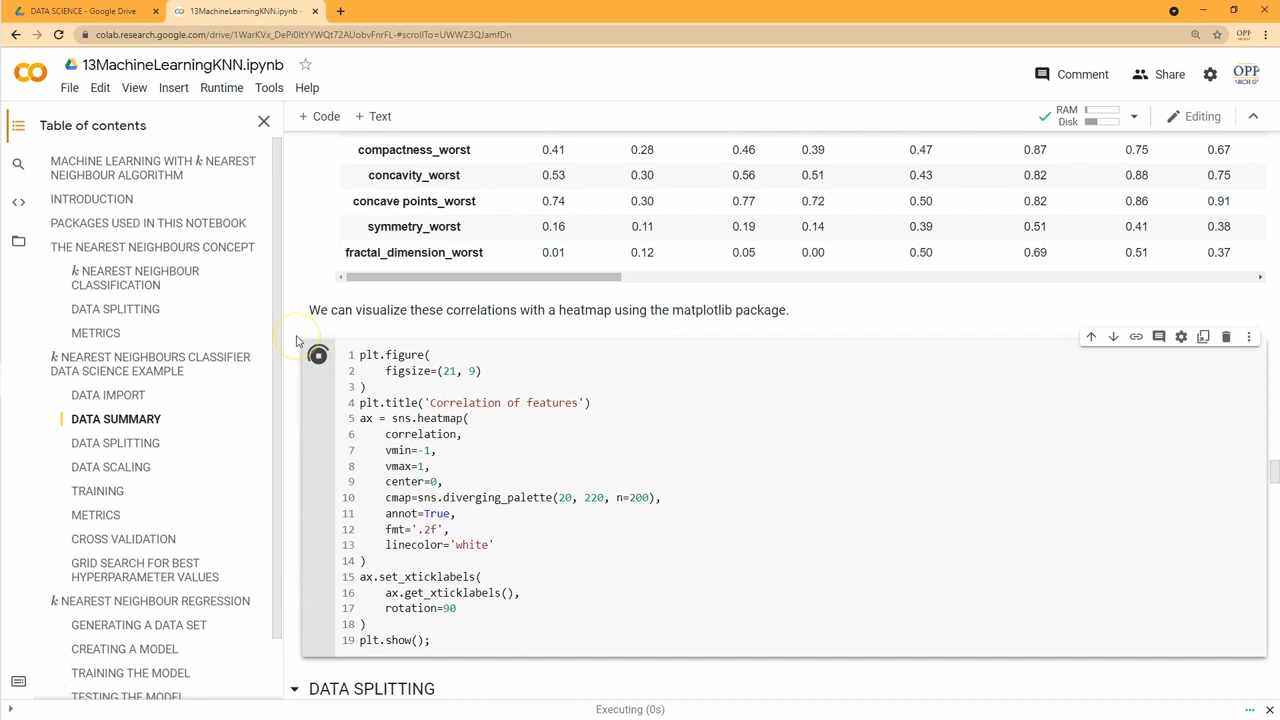 DATA SCIENCE - Google Drive
13MachineLearningKNN.ipynb
colab.research.google.com/drive/1WarKVx_DePi0ItYYWQt72AUobvFnrFL-#scrollTo=UWWZ3QJamfDn
OPP
13MachineLearningKNN.ipynb
File Edit View Insert Runtime Tools Help
Comment Share
OPP
Table of contents
MACHINE LEARNING WITH k NEAREST
NEIGHBOUR ALGORITHM
INTRODUCTION
PACKAGES USED IN THIS NOTEBOOK
THE NEAREST NEIGHBOURS CONCEPT
k NEAREST NEIGHBOUR
CLASSIFICATION
DATA SPLITTING
METRICS
k NEAREST NEIGHBOURS CLASSIFIER
DATA SCIENCE EXAMPLE
DATA IMPORT
DATA SUMMARY
DATA SPLITTING
DATA SCALING
TRAINING
METRICS
CROSS VALIDATION
GRID SEARCH FOR BEST
HYPERPARAMETER VALUES
k NEAREST NEIGHBOUR REGRESSION
GENERATING A DATA SET
CREATING A MODEL
TRAINING THE MODEL
TESTING THE MODEL
+ Code + Text
RAM
Disk
Editing
compactness_worst 0.41 0.28 0.46 0.39 0.47 0.87 0.75 0.67
concavity_worst 0.53 0.30 0.56 0.51 0.43 0.82 0.88 0.75
concave points_worst 0.74 0.30 0.77 0.72 0.50 0.82 0.86 0.91
symmetry_worst 0.16 0.11 0.19 0.14 0.39 0.51 0.41 0.38
fractal_dimension_worst 0.01 0.12 0.05 0.00 0.50 0.69 0.51 0.37
We can visualize these correlations with a heatmap using the matplotlib package.
1 plt.figure(
2 figsize=(21, 9)
3 )
4 plt.title('Correlation of features')
5 ax = sns.heatmap(
6 correlation,
7 vmin=-1,
8 vmax=1,
9 center=0,
10 cmap=sns.diverging_palette(20, 220, n=200),
11 annot=True,
12 fmt='.2f',
13 linecolor='white'
14 )
15 ax.set_xticklabels(
16 ax.get_xticklabels(),
17 rotation=90
18 )
19 plt.show();
DATA SPLITTING
Executing (0s)